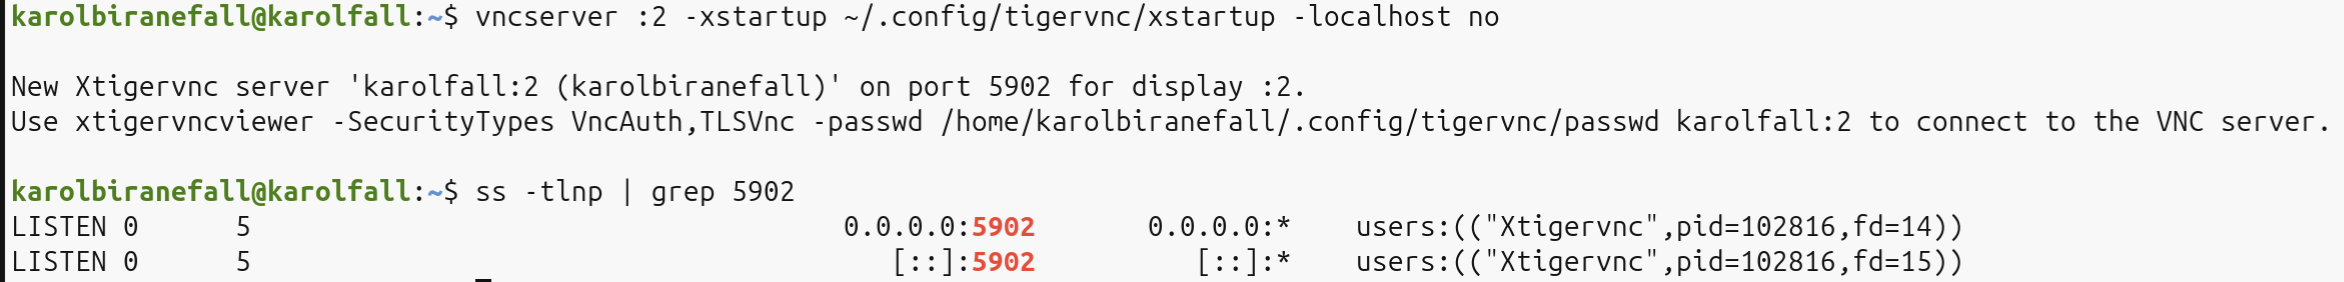 karolbiranefall@karolfall:~$ vncserver :2 -xstartup ~/.config/tigervnc/xstartup -localhost no
New Xtigervnc server 'karolfall:2 (karolbiranefall)' on port 5902 for display :2.
Use xtigervncviewer -SecurityTypes VncAuth,TLSVnc -passwd /home/karolbiranefall/.config/tigervnc/passwd karolfall:2 to connect to the VNC server.
karolbiranefall@karolfall:~$ ss -tlnp | grep 5902
LISTEN 0      5                                     0.0.0.0:5902       0.0.0.0:*    users:(("Xtigervnc",pid=102816,fd=14))
LISTEN 0      5                                        [::]:5902          [::]:*    users:(("Xtigervnc",pid=102816,fd=15))